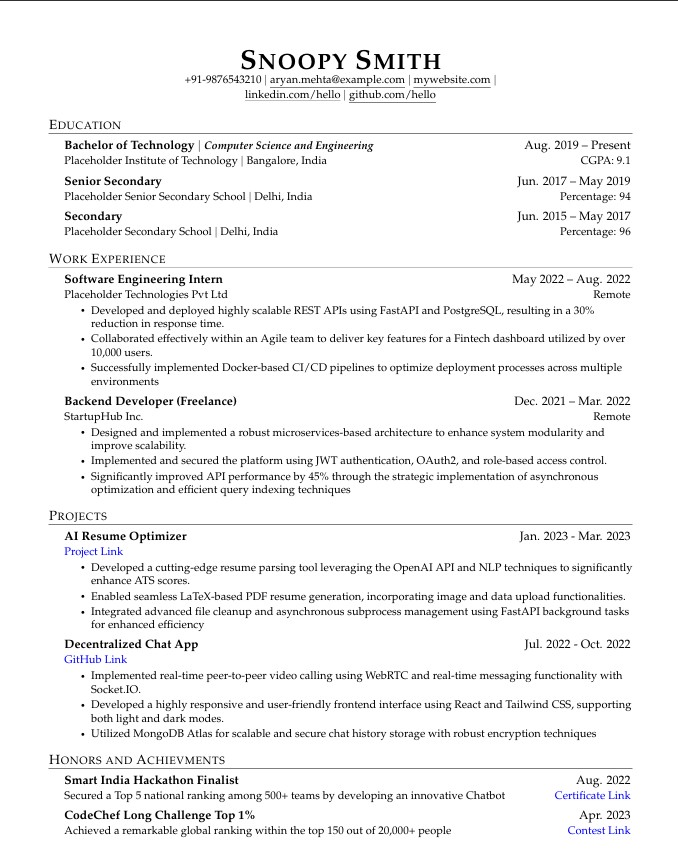 SNOOPY SMITH
+91-9876543210 | aryan.mehta@example.com | mywebsite.com |
linkedin.com/hello | github.com/hello
EDUCATION
Bachelor of Technology | Computer Science and Engineering Aug. 2019 – Present
Placeholder Institute of Technology | Bangalore, India CGPA: 9.1
Senior Secondary Jun. 2017 – May 2019
Placeholder Senior Secondary School | Delhi, India Percentage: 94
Secondary Jun. 2015 – May 2017
Placeholder Secondary School | Delhi, India Percentage: 96
WORK EXPERIENCE
Software Engineering Intern May 2022 – Aug. 2022
Placeholder Technologies Pvt Ltd Remote
• Developed and deployed highly scalable REST APIs using FastAPI and PostgreSQL, resulting in a 30%
reduction in response time.
• Collaborated effectively within an Agile team to deliver key features for a Fintech dashboard utilized by over
10,000 users.
• Successfully implemented Docker-based CI/CD pipelines to optimize deployment processes across multiple
environments
Backend Developer (Freelance) Dec. 2021 – Mar. 2022
StartupHub Inc. Remote
• Designed and implemented a robust microservices-based architecture to enhance system modularity and
improve scalability.
• Implemented and secured the platform using JWT authentication, OAuth2, and role-based access control.
• Significantly improved API performance by 45% through the strategic implementation of asynchronous
optimization and efficient query indexing techniques
PROJECTS
AI Resume Optimizer Jan. 2023 - Mar. 2023
Project Link
• Developed a cutting-edge resume parsing tool leveraging the OpenAI API and NLP techniques to significantly
enhance ATS scores.
• Enabled seamless LaTeX-based PDF resume generation, incorporating image and data upload functionalities.
• Integrated advanced file cleanup and asynchronous subprocess management using FastAPI background tasks
for enhanced efficiency
Decentralized Chat App Jul. 2022 - Oct. 2022
GitHub Link
• Implemented real-time peer-to-peer video calling using WebRTC and real-time messaging functionality with
Socket.IO.
• Developed a highly responsive and user-friendly frontend interface using React and Tailwind CSS, supporting
both light and dark modes.
• Utilized MongoDB Atlas for scalable and secure chat history storage with robust encryption techniques
HONORS AND ACHIEVMENTS
Smart India Hackathon Finalist Aug. 2022
Secured a Top 5 national ranking among 500+ teams by developing an innovative Chatbot Certificate Link
CodeChef Long Challenge Top 1% Apr. 2023
Achieved a remarkable global ranking within the top 150 out of 20,000+ people Contest Link